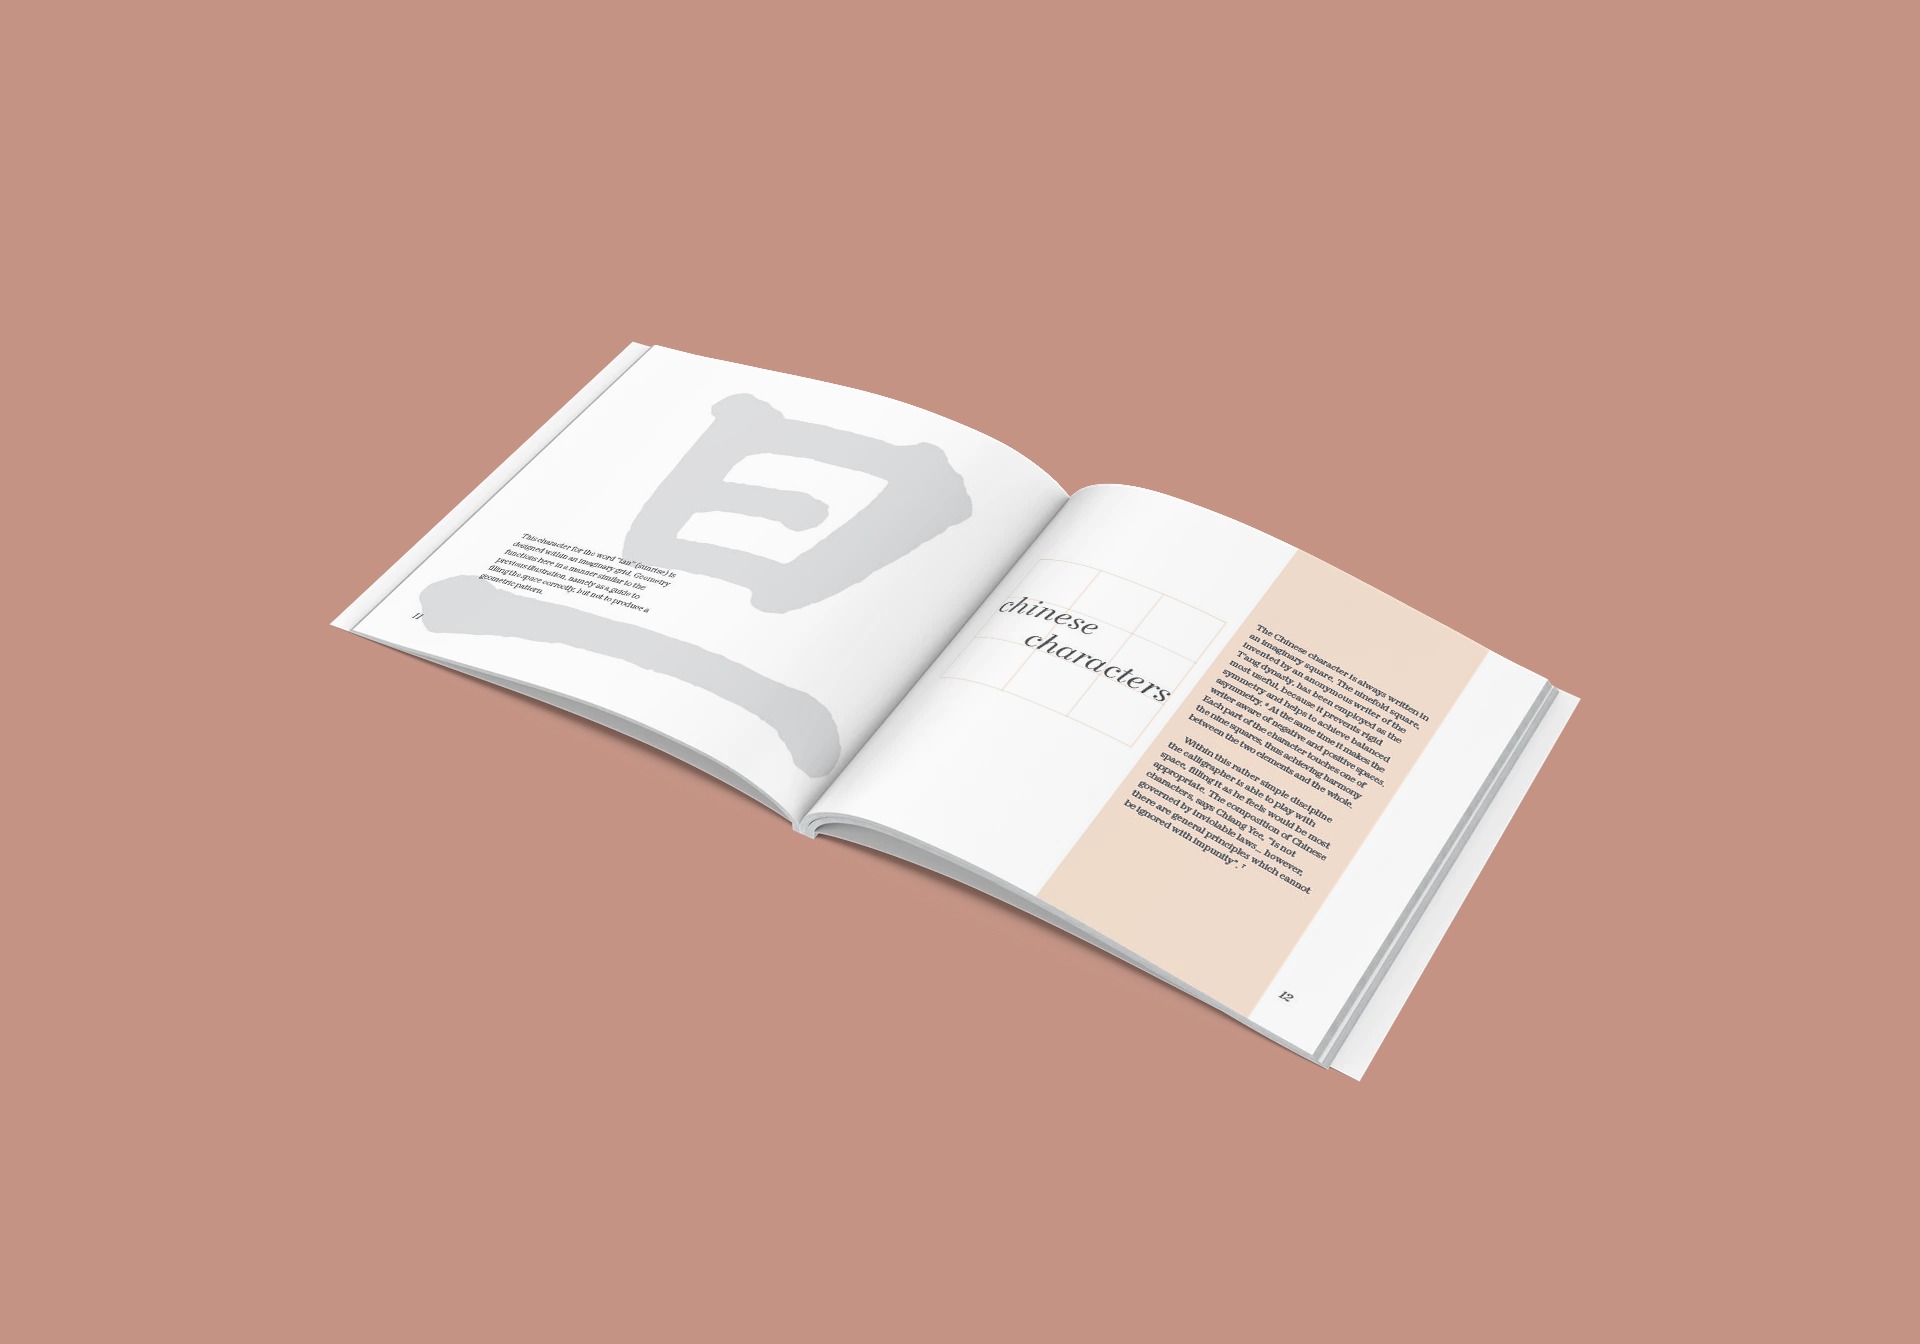 旦
This character for the word "tan" (sunrise) is
designed within an imaginary grid. Geometry
functions here in a manner similar to the
previous illustration, namely as a guide to
filling the space correctly, but not to produce a
geometric pattern.
11
chinese
characters
The Chinese character is always written in
an imaginary square. The ninefold square,
invented by an anonymous writer of the
T'ang dynasty, has been employed as the
most useful, because it prevents rigid
symmetry and helps to achieve balanced
asymmetry. At the same time it makes the
writer aware of negative and positive spaces.
Each part of the character touches one of
the nine squares, thus achieving harmony
between the two elements and the whole.
Within this rather simple discipline
the calligrapher is able to play with
space, filling it as he feels would be most
appropriate. The composition of Chinese
characters, says Chiang Yee, "is not
governed by inviolable laws... however,
there are general principles which cannot
be ignored with impunity".
12